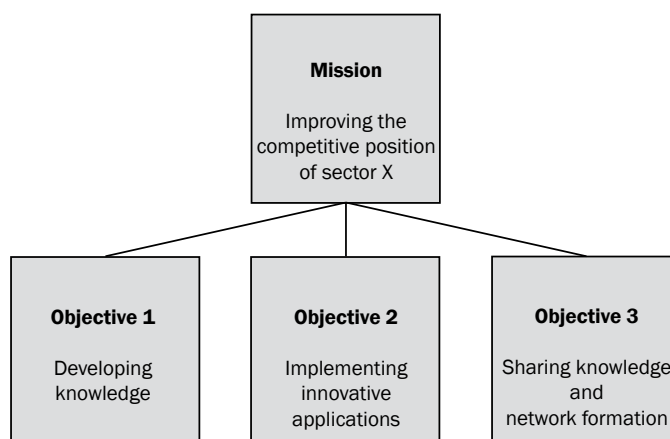 Mission
Improving the
competitive position
of sector X
Objective 1
Developing
knowledge
Objective 2
Implementing
innovative
applications
Objective 3
Sharing knowledge
and
network formation